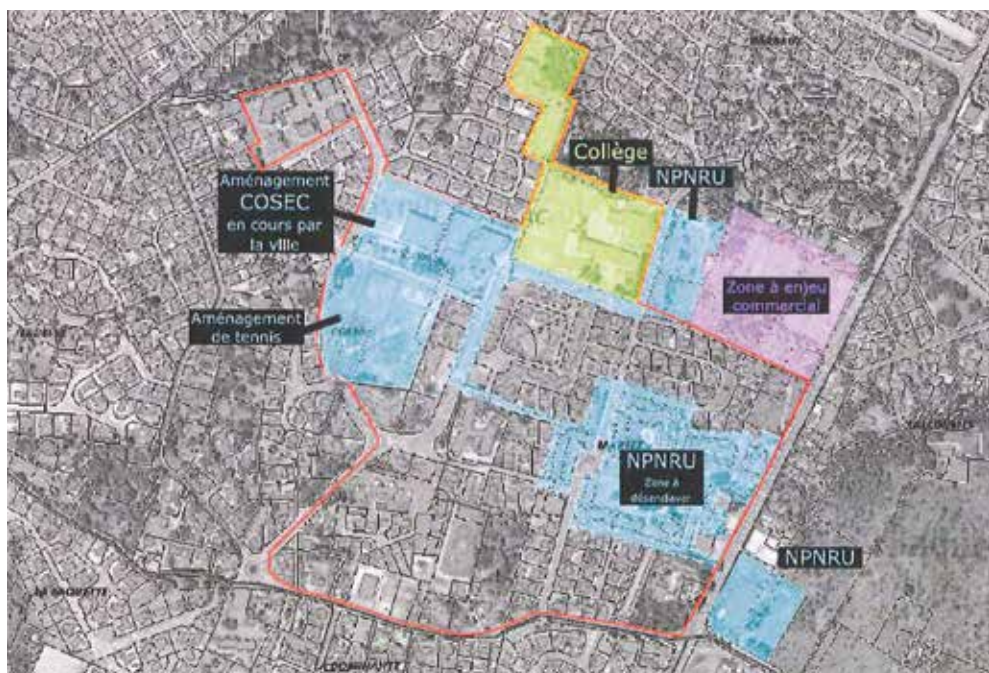 Collège
NPNRU
Aménagement
COSEC
en cours par
la ville
Zone à enjeu
commercial
Aménagement
de tennis
NPNRU
Zone à
désenclaver
NPNRU